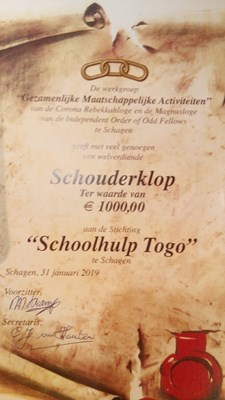 De werkgroep
"Gezamenlijke Maatschappelijke Activiteiten"
van de Corona Rebekkahloge en de Magnusloge
van de Independent Order of Odd Fellows
te Schagen
geeft met veel genoegen
een welverdiende
Schouderklop
Ter waarde van
€ 1000,00
aan de Stichting
"Schoolhulp Togo"
te Schagen
Schagen, 31 januari 2019
Voorzitter:
Secretaris: